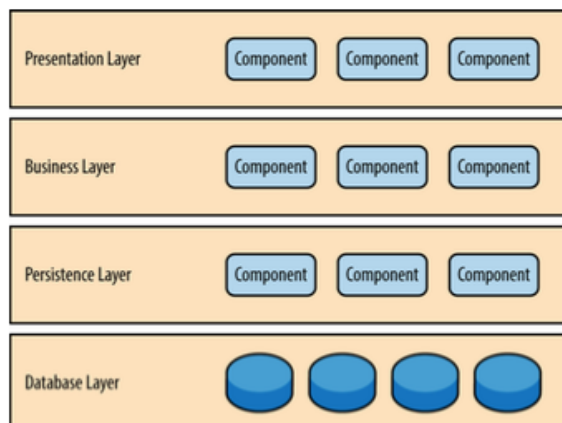 Presentation Layer Component Component Component
Business Layer Component Component Component
Persistence Layer Component Component Component
Database Layer